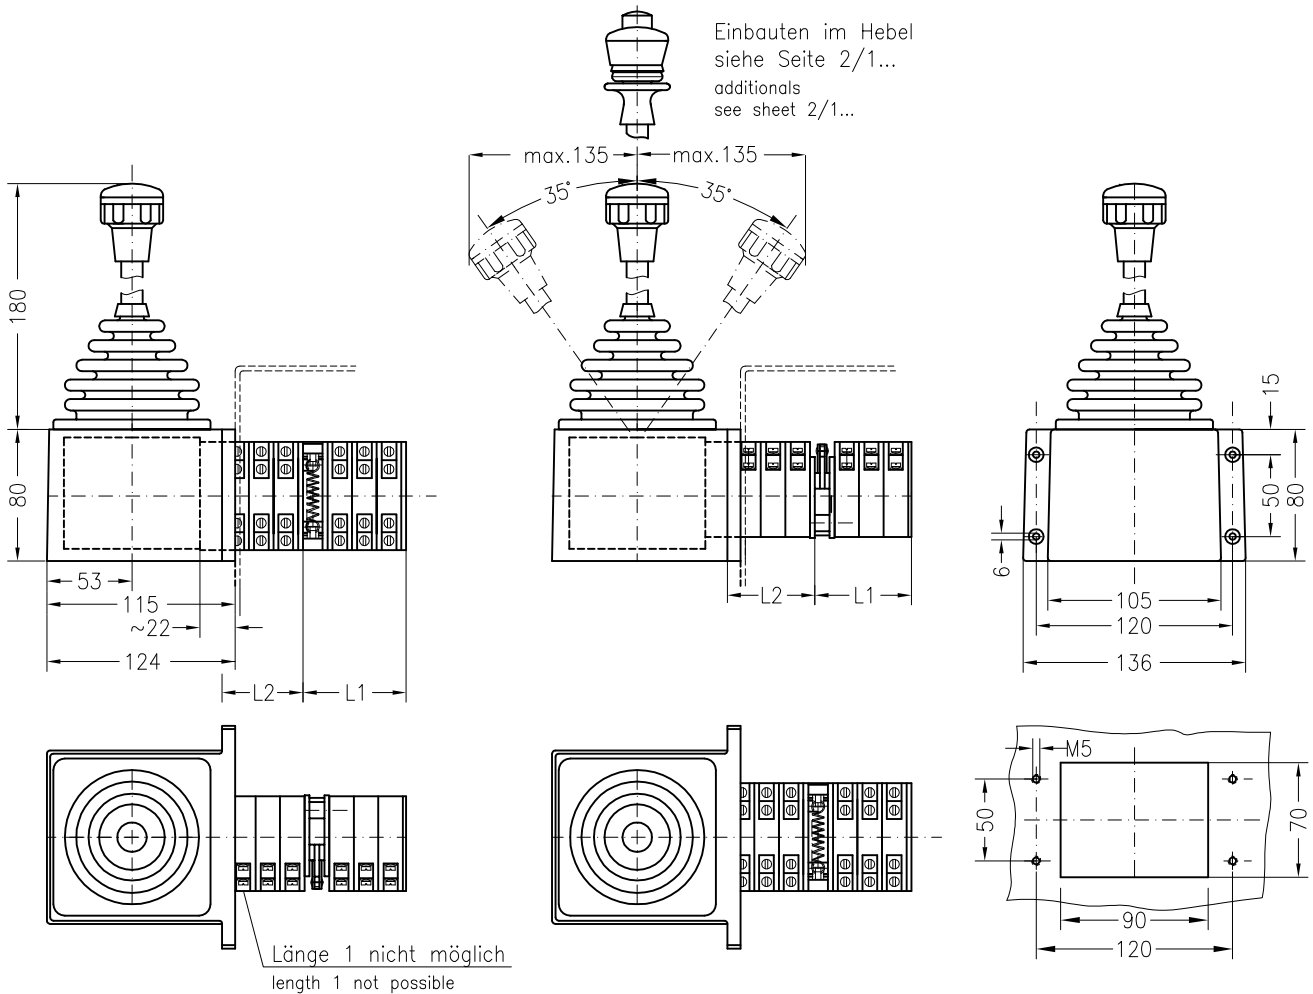 Einbauten im Hebel
siehe Seite 2/1...
additionals
see sheet 2/1...
max.135
max.135
35°
35°
180
80
53
115
~22
124
L2
L1
L2
L1
15
50
80
6
105
120
136
M5
50
70
90
120
Länge 1 nicht möglich
length 1 not possible